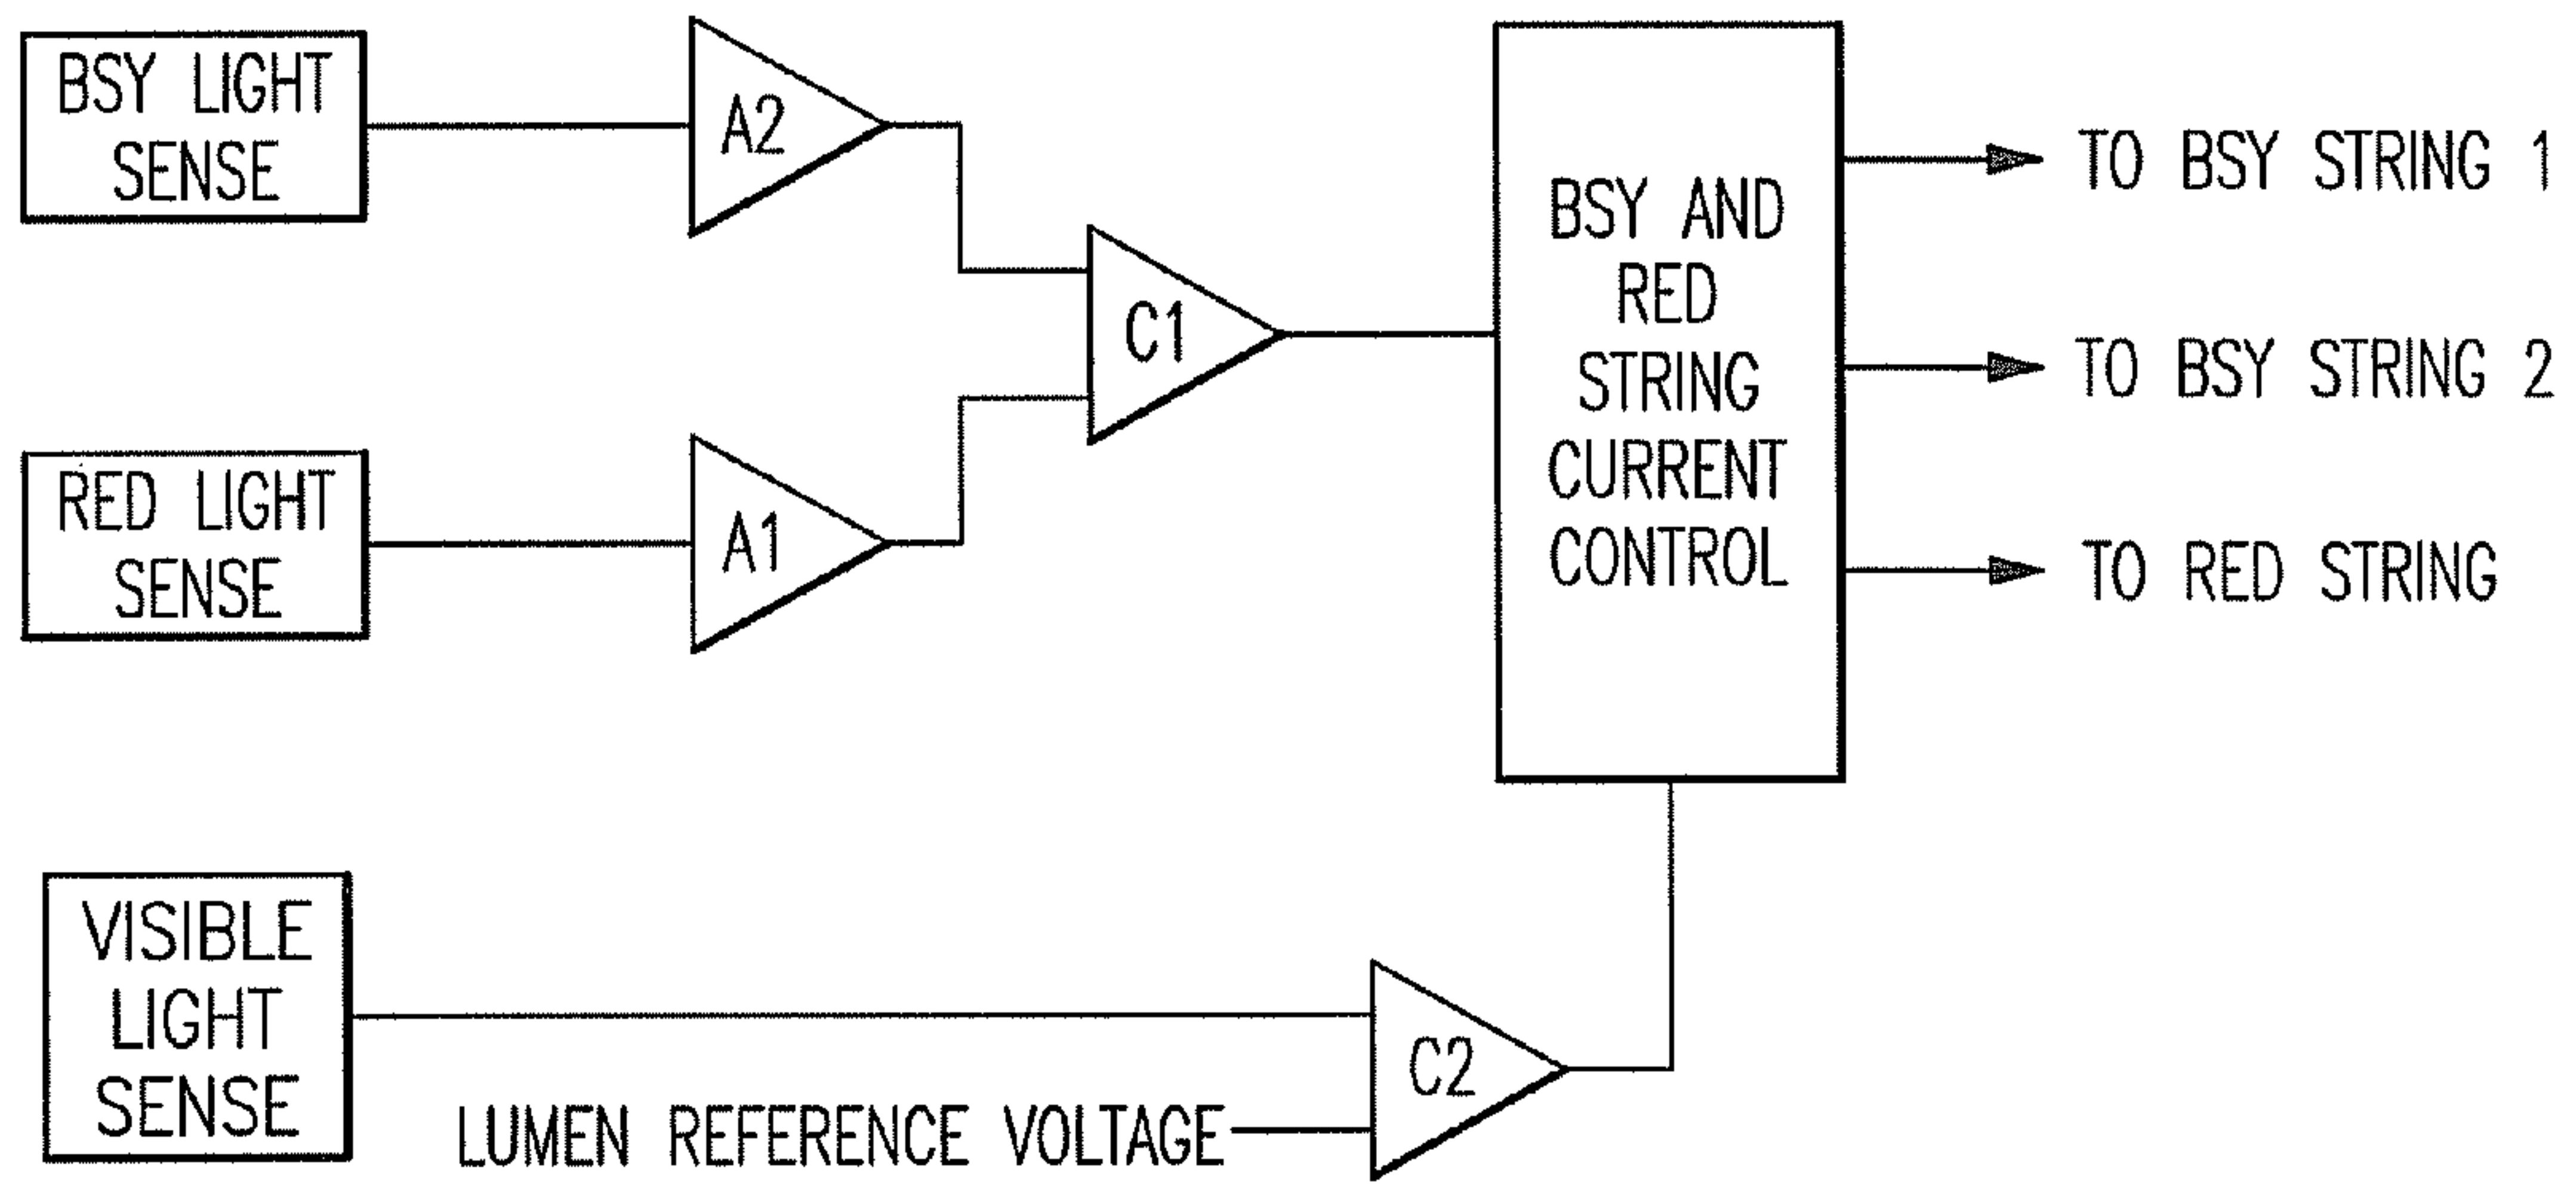 BSY LIGHT
SENSE
A2
C1
RED LIGHT
SENSE
A1
BSY AND
RED
STRING
CURRENT
CONTROL
TO BSY STRING 1
TO BSY STRING 2
TO RED STRING
VISIBLE
LIGHT
SENSE
LUMEN REFERENCE VOLTAGE
C2